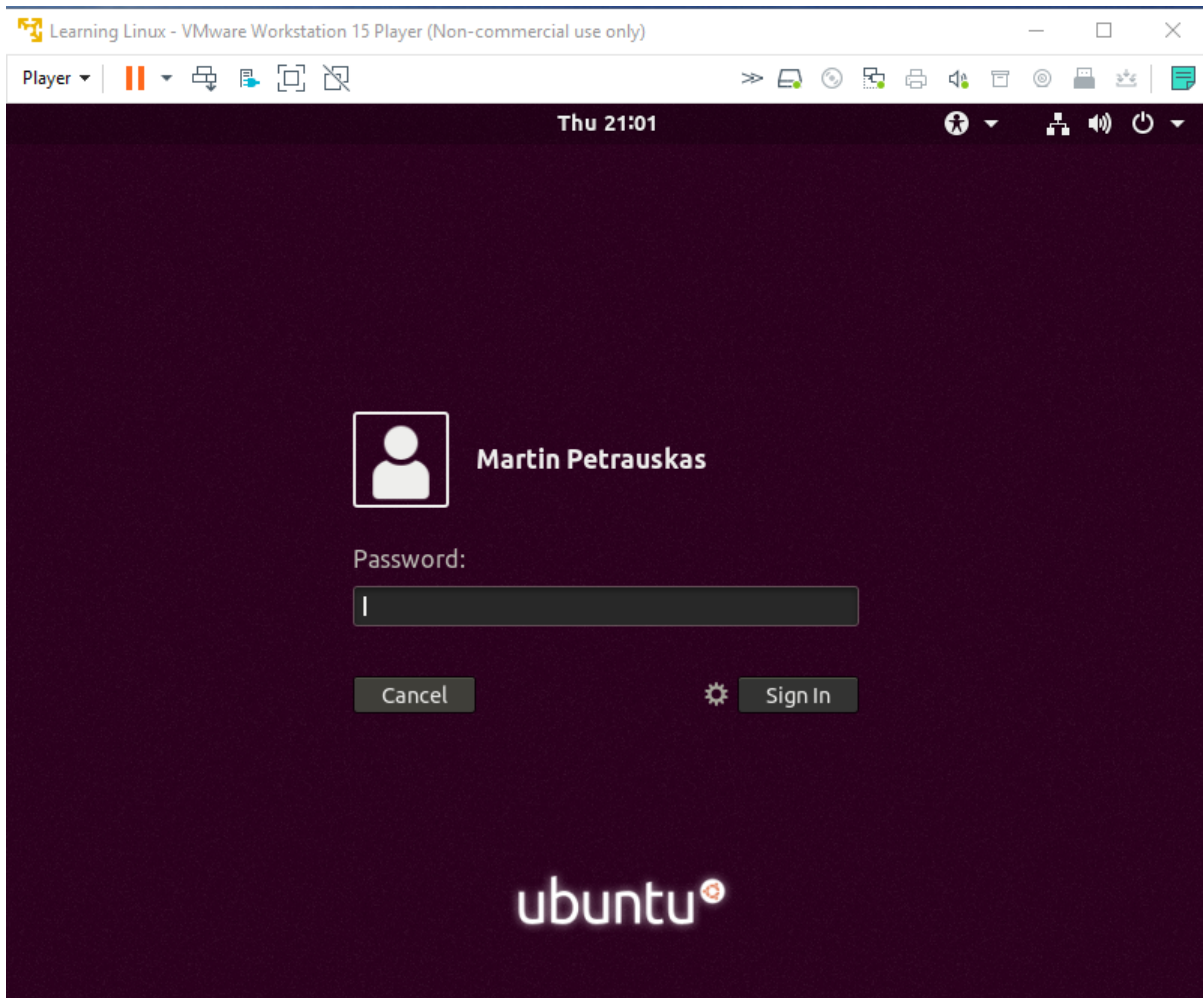 Learning Linux - VMware Workstation 15 Player (Non-commercial use only)
Player
Thu 21:01
Martin Petrauskas
Password:
Cancel
Sign In
ubuntu